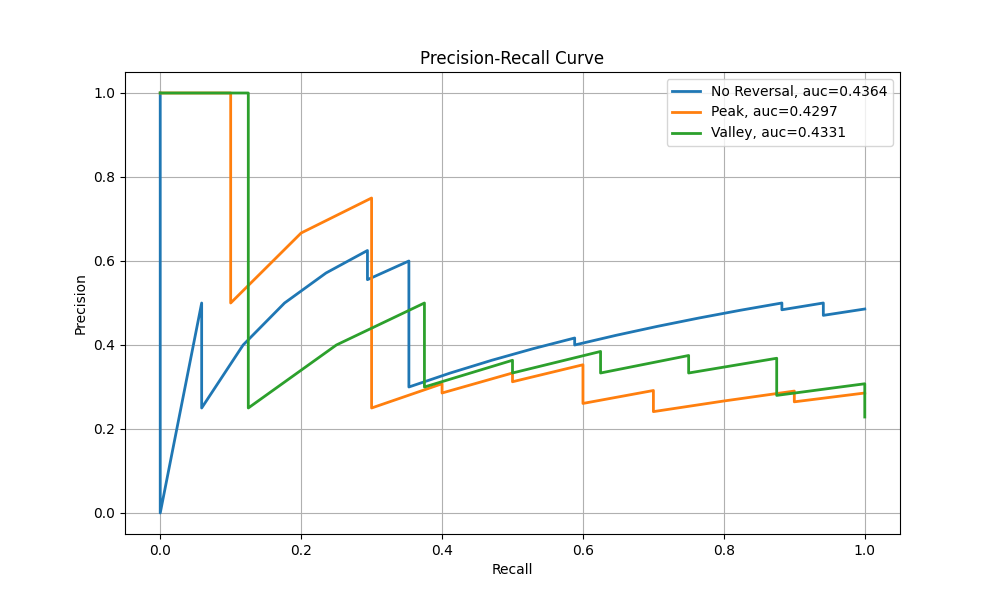 Precision-Recall Curve
No Reversal, auc=0.4364
Peak, auc=0.4297
Valley, auc=0.4331
1.0
0.8
0.6
0.4
0.2
0.0
Precision
0.0 0.2 0.4 0.6 0.8 1.0
Recall